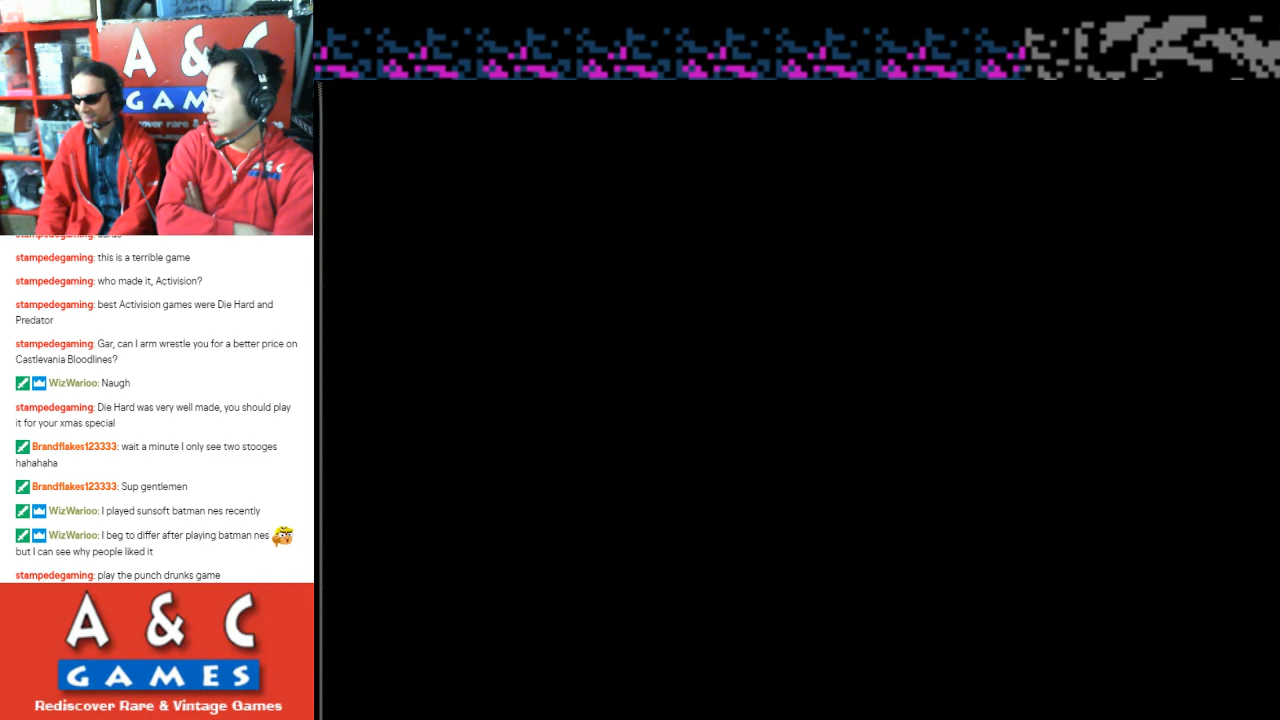 A & C
GAMES
cover rare &
A & C
stampedegaming: this is a terrible game
stampedegaming: who made it, Activision?
stampedegaming: best Activision games were Die Hard and
Predator
stampedegaming: Gar, can I arm wrestle you for a better price on
Castlevania Bloodlines?
WizWarioo: Naugh
stampedegaming: Die Hard was very well made, you should play
it for your xmas special
Brandflakes123333: wait a minute I only see two stooges
hahahaha
Brandflakes123333: Sup gentlemen
WizWarioo: I played sunsoft batman nes recently
WizWarioo: I beg to differ after playing batman nes
but I can see why people liked it
stampedegaming: play the punch drunks game
A & C
GAMES
Rediscover Rare & Vintage Games